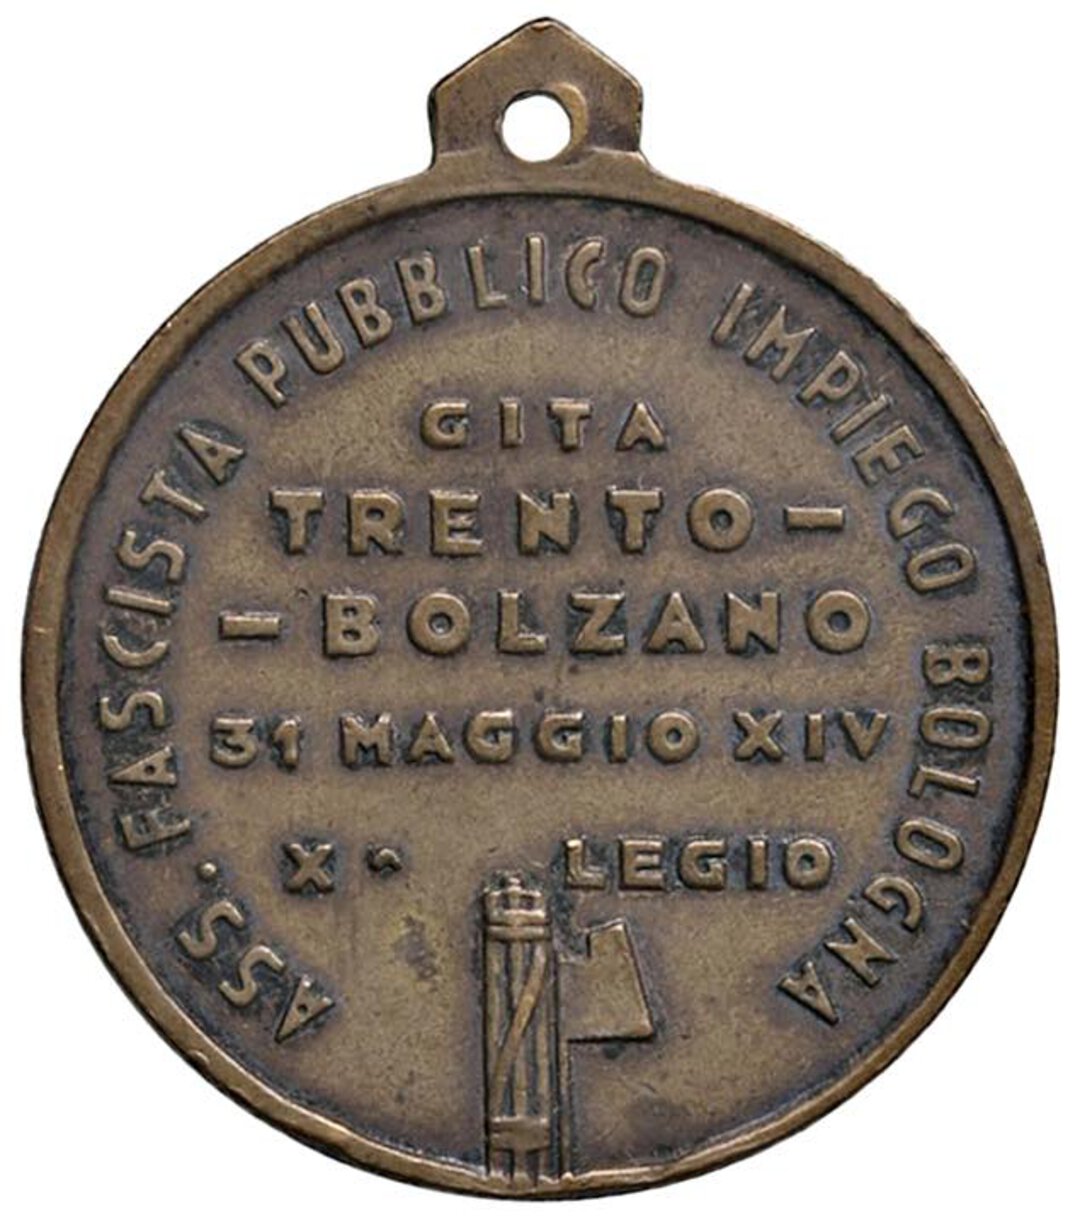 ASS. FASCISTA PUBBLICO IMPIEGO BOLOGNA
GITA
TRENTO-
-BOLZANO
31 MAGGIO XIV
X^ LEGIO